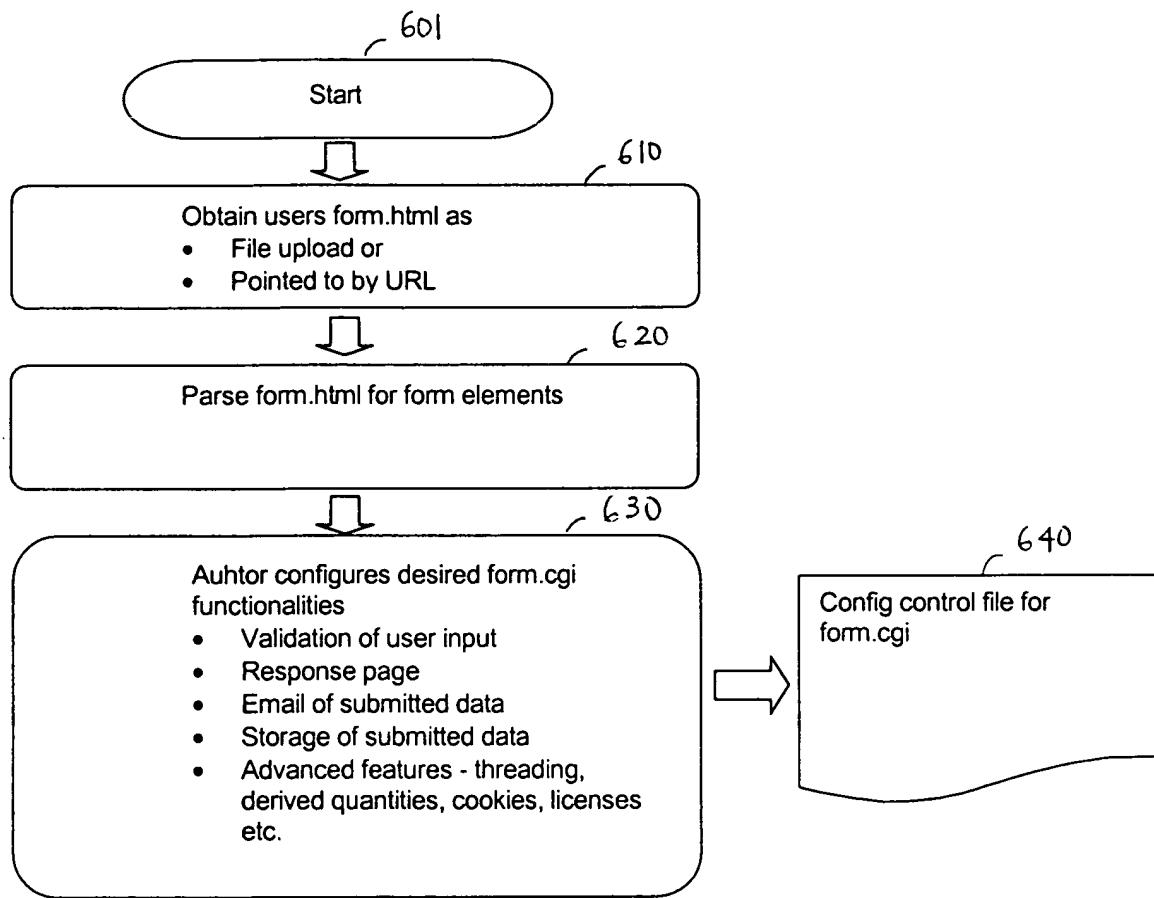 601
Start
610
Obtain users form.html as
• File upload or
• Pointed to by URL
620
Parse form.html for form elements
630
Auhtor configures desired form.cgi
functionalities
• Validation of user input
• Response page
• Email of submitted data
• Storage of submitted data
• Advanced features - threading,
derived quantities, cookies, licenses
etc.
640
Config control file for
form.cgi